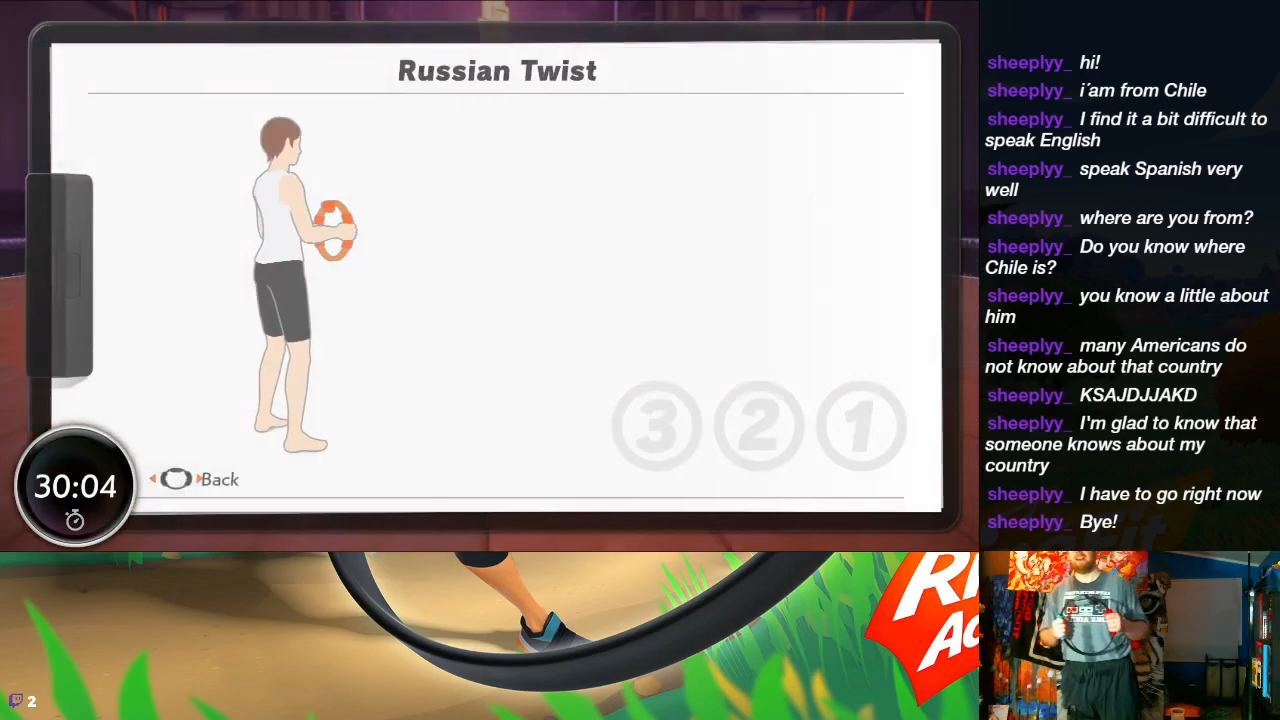 Russian Twist
3 2 1
Back
30:04
2
sheeplyy_ hi!
sheeplyy_ i´am from Chile
sheeplyy_ I find it a bit difficult to
speak English
sheeplyy_ speak Spanish very
well
sheeplyy_ where are you from?
sheeplyy_ Do you know where
Chile is?
sheeplyy_ you know a little about
him
sheeplyy_ many Americans do
not know about that country
sheeplyy_ KSAJDJJAKD
sheeplyy_ I'm glad to know that
someone knows about my
country
sheeplyy_ I have to go right now
sheeplyy_ Bye!